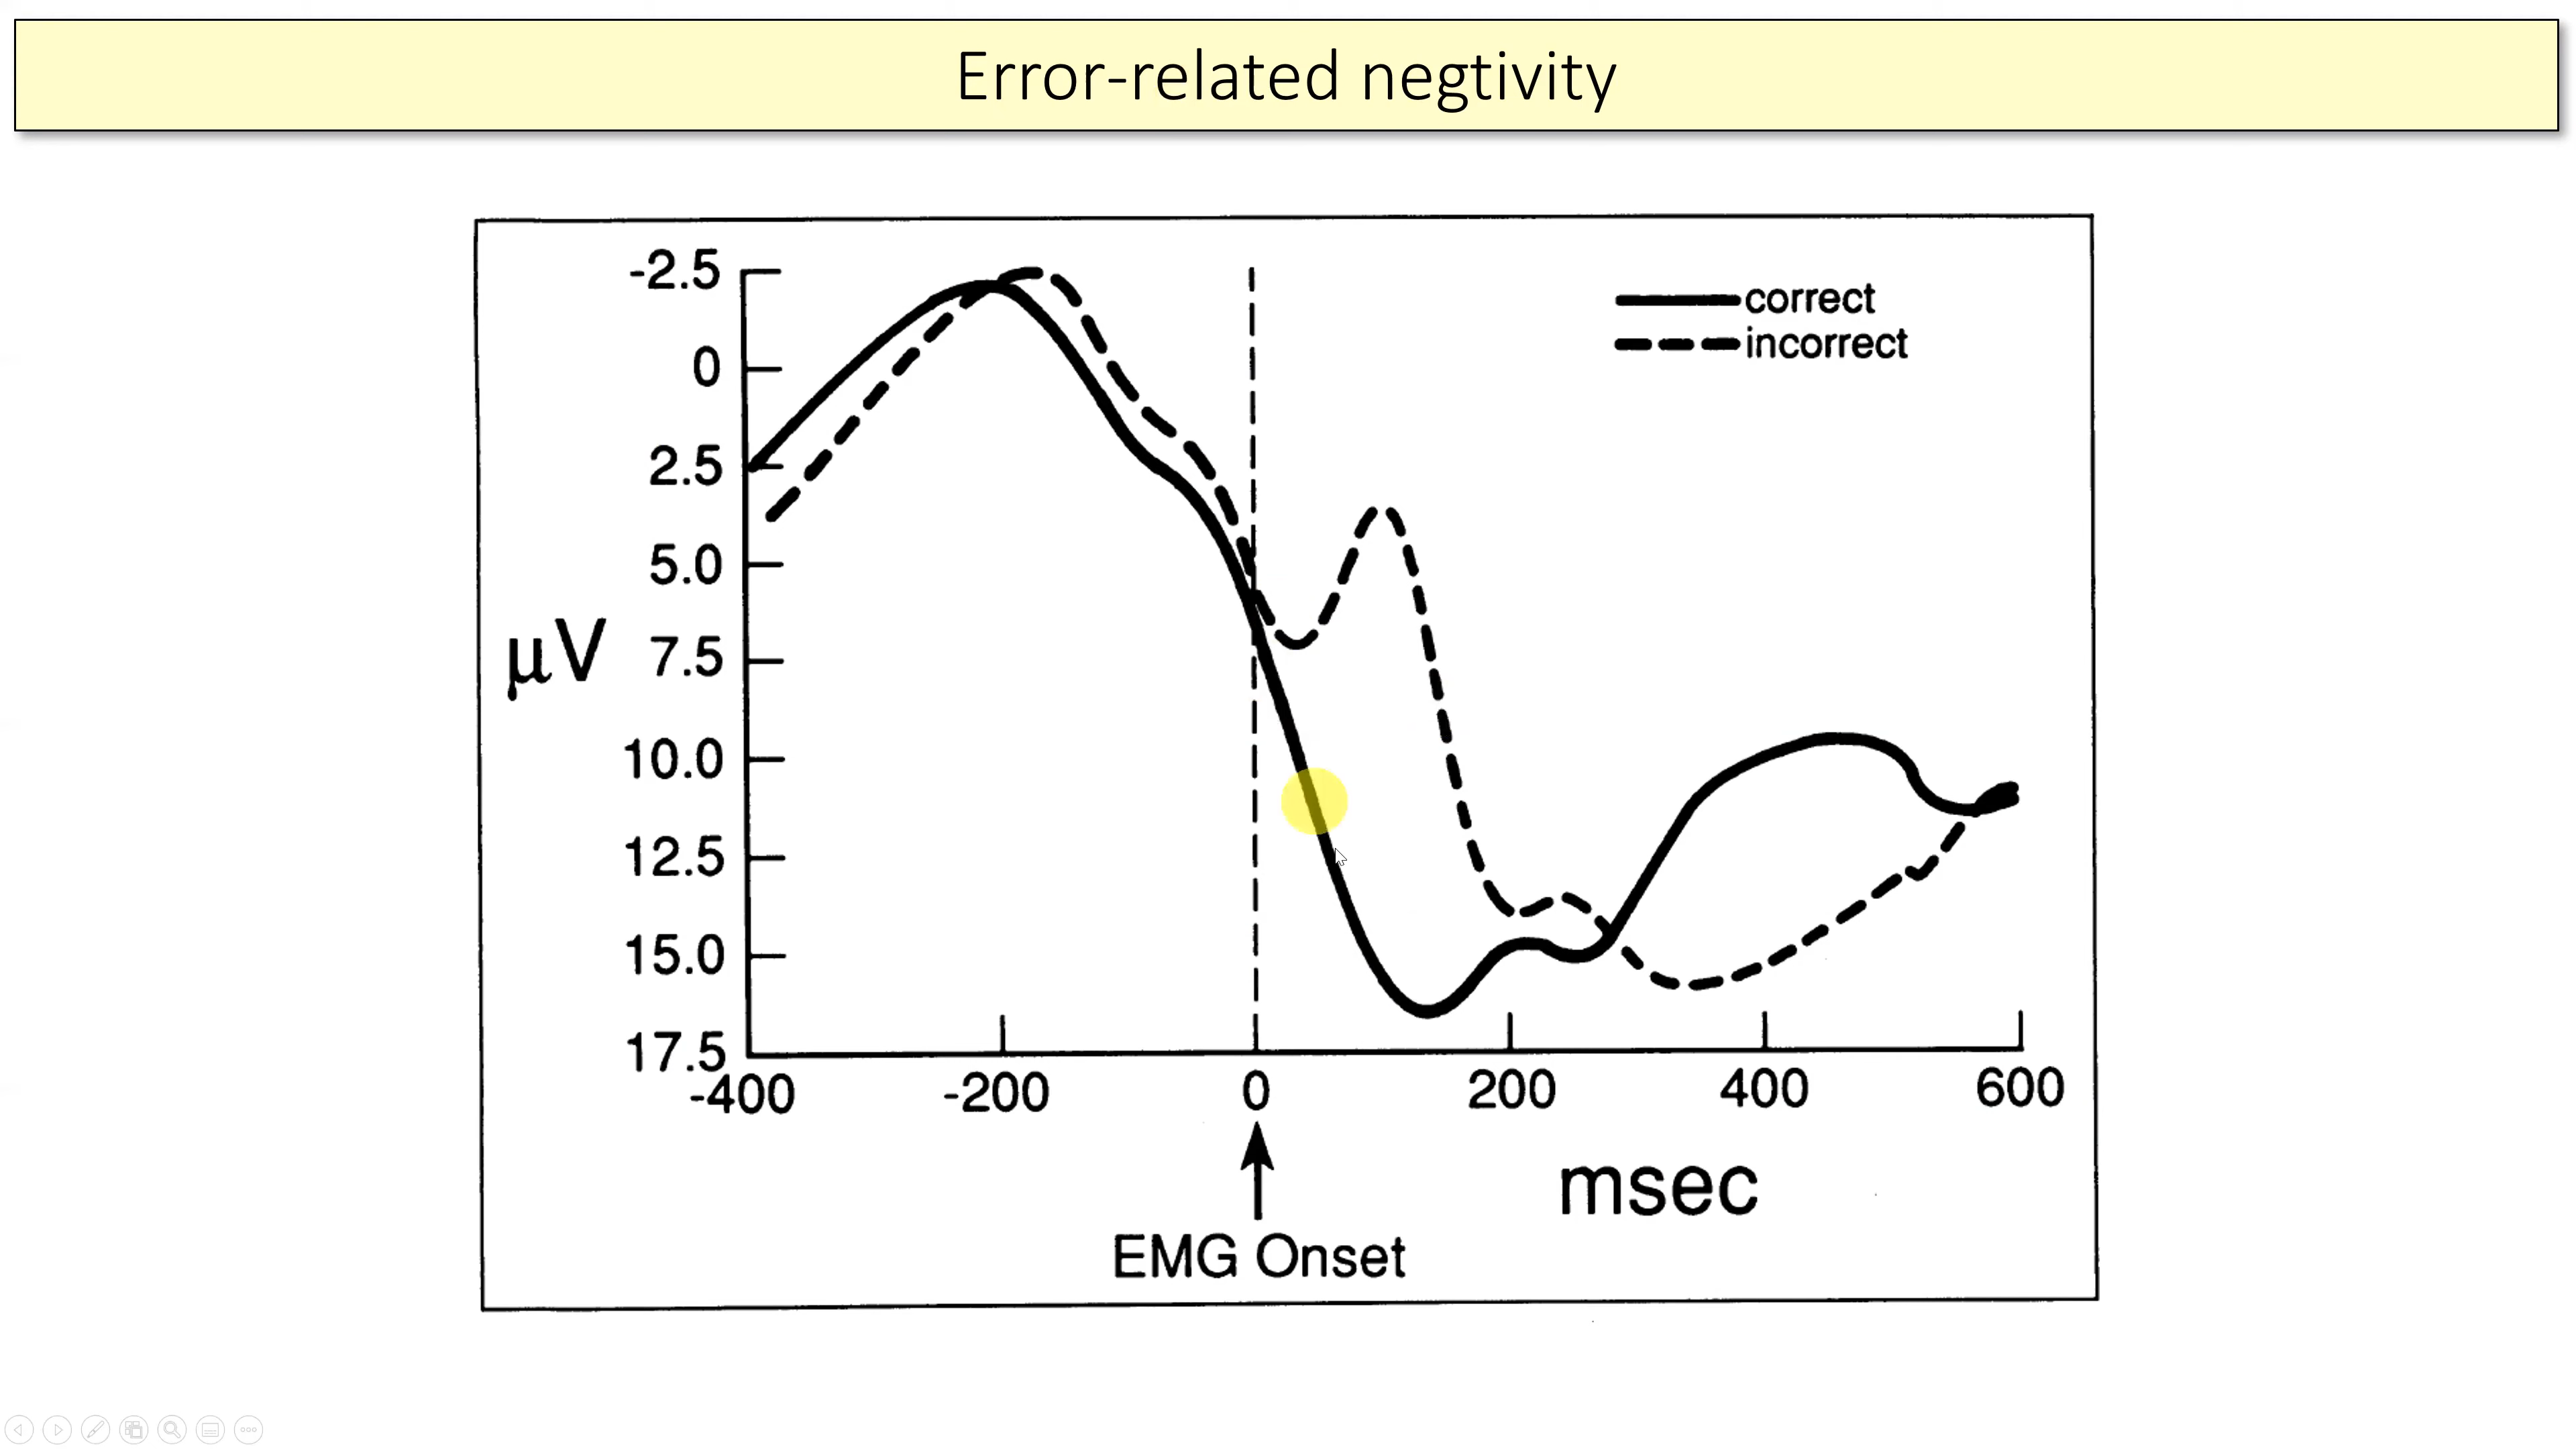 Error-related negtivity
correct
incorrect
-2.5
0
2.5
5.0
7.5
10.0
12.5
15.0
17.5
µV
-400
-200
0
200
400
600
msec
EMG Onset